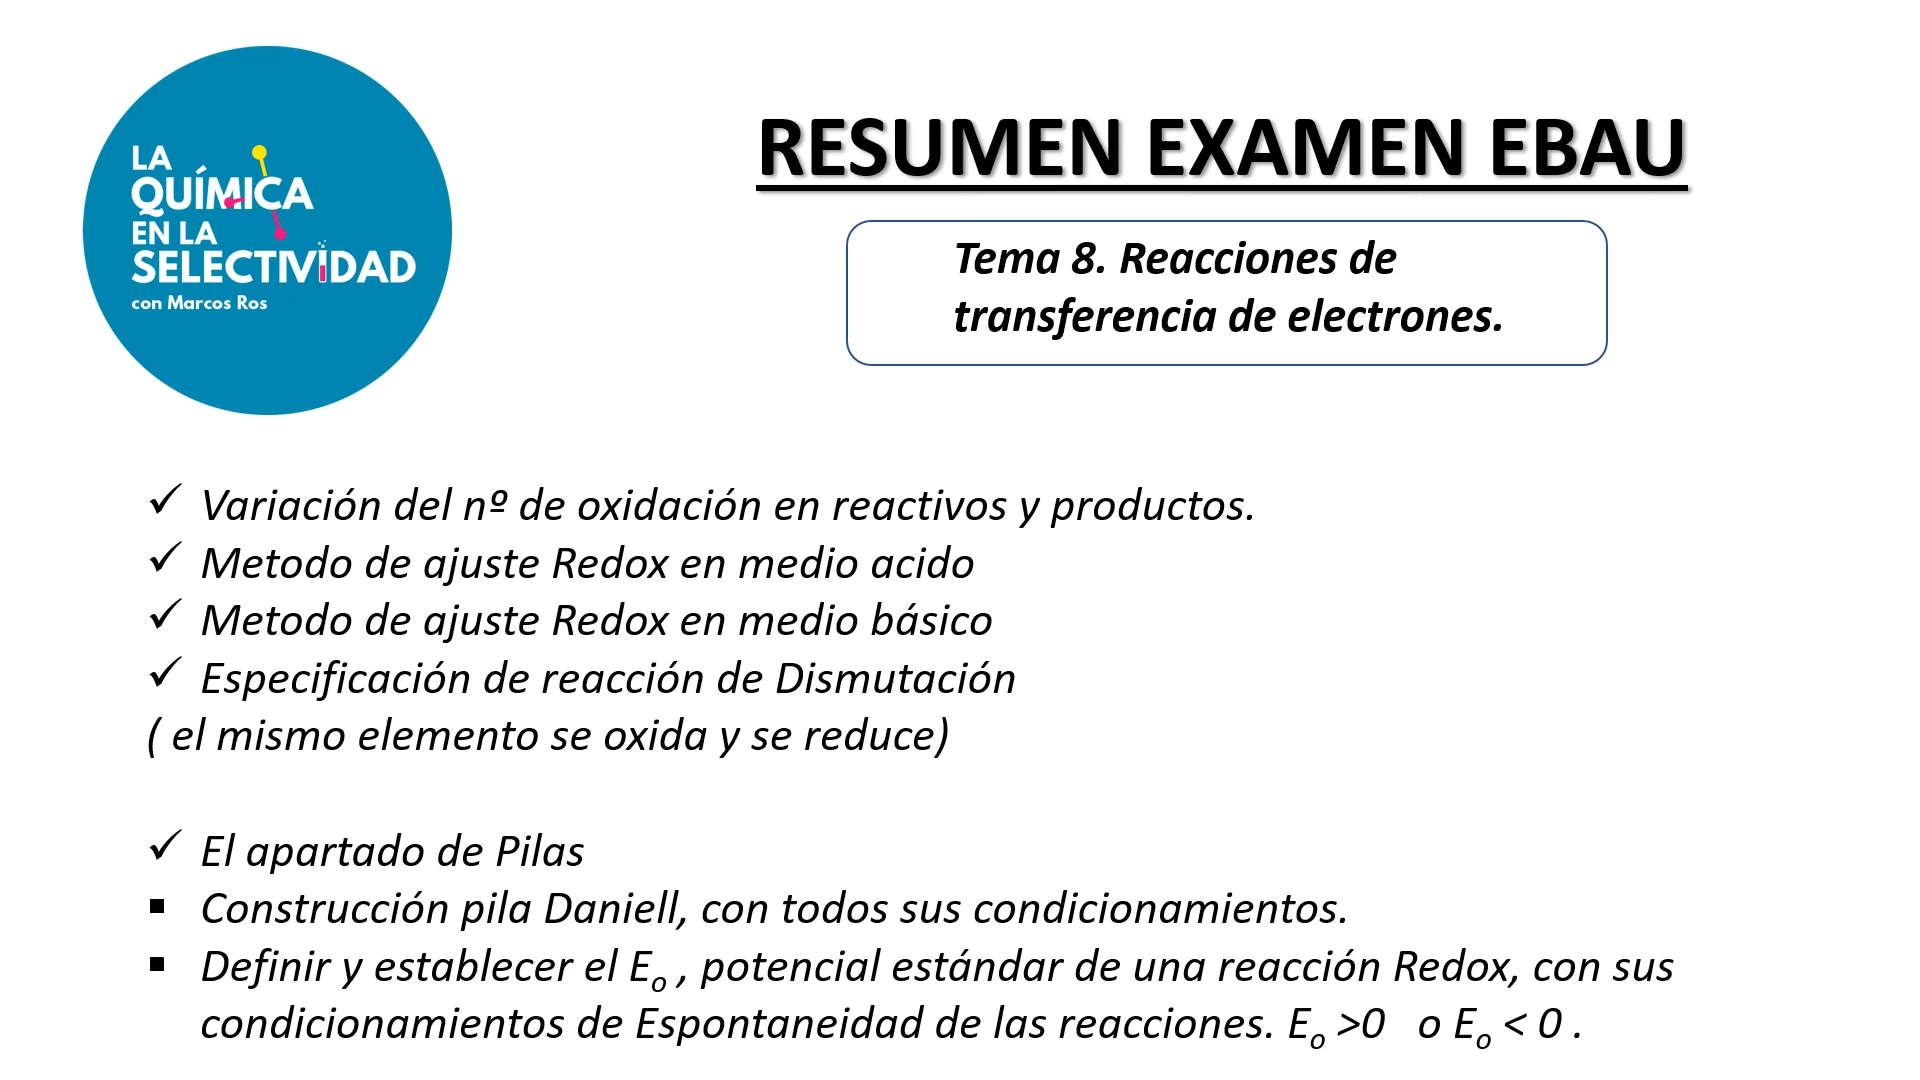 LA
QUÍMICA
EN LA
SELECTIVIDAD
con Marcos Ros
RESUMEN EXAMEN EBAU
Tema 8. Reacciones de
transferencia de electrones.
✓ Variación del nº de oxidación en reactivos y productos.
✓ Metodo de ajuste Redox en medio acido
✓ Metodo de ajuste Redox en medio básico
✓ Especificación de reacción de Dismutación
( el mismo elemento se oxida y se reduce)
✓ El apartado de Pilas
▪ Construcción pila Daniell, con todos sus condicionamientos.
▪ Definir y establecer el Eo , potencial estándar de una reacción Redox, con sus
condicionamientos de Espontaneidad de las reacciones. Eo >0 o Eo < 0 .